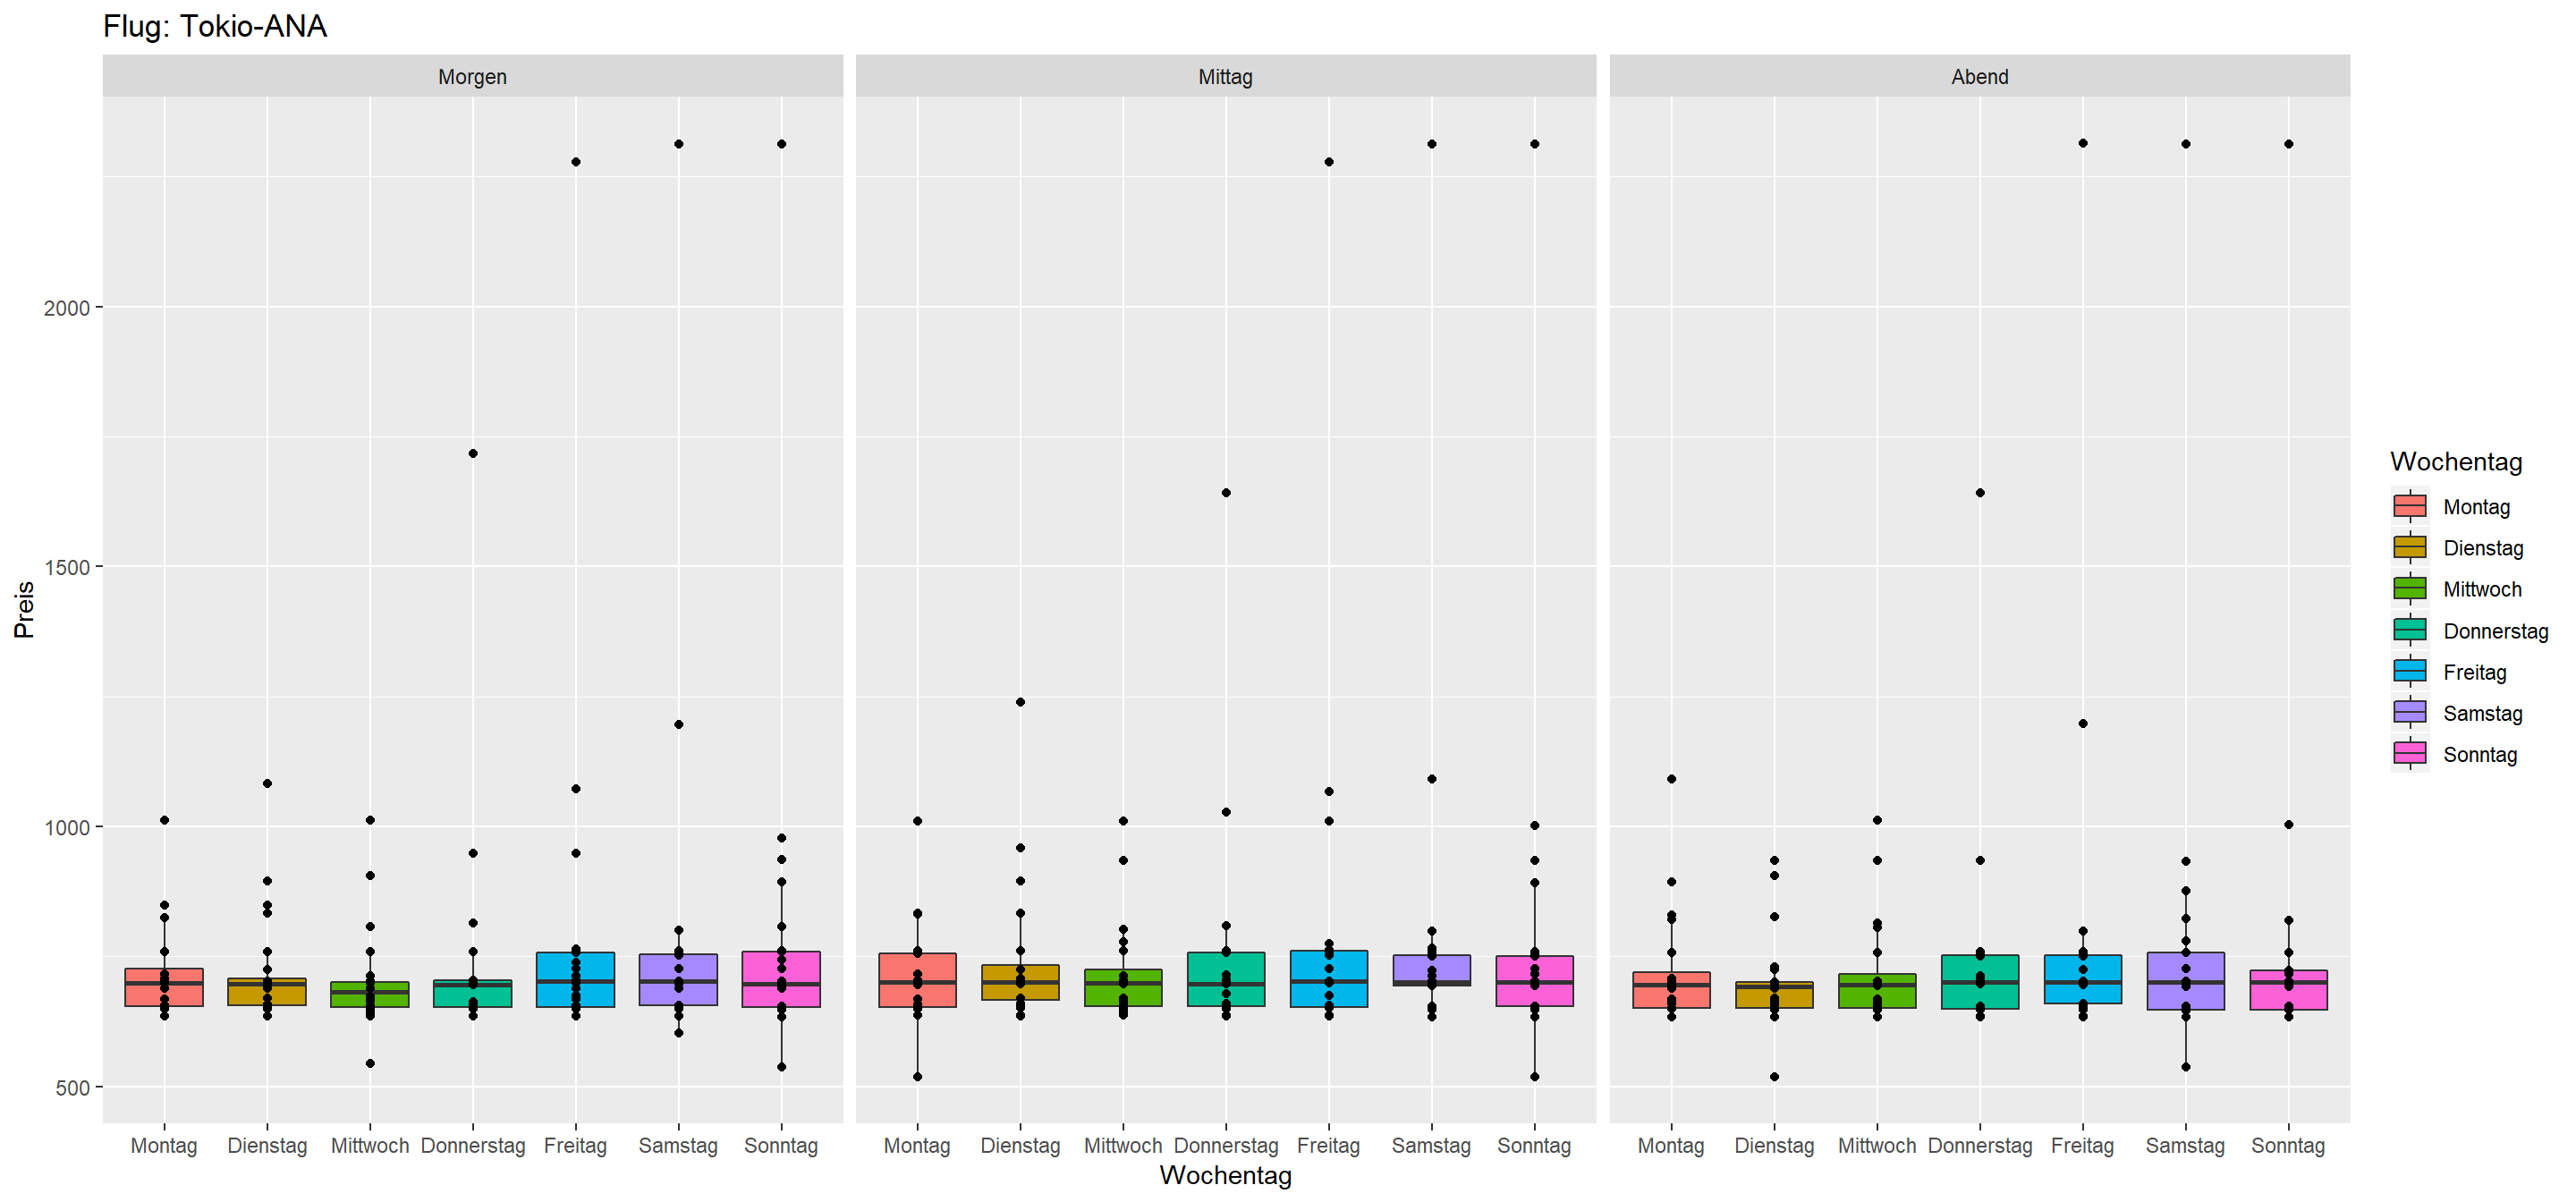 Flug: Tokio-ANA
Morgen Mittag Abend
2000
1500
1000
500
Preis
Montag Dienstag Mittwoch Donnerstag Freitag Samstag Sonntag Montag Dienstag Mittwoch Donnerstag Freitag Samstag Sonntag Montag Dienstag Mittwoch Donnerstag Freitag Samstag Sonntag
Wochentag
Wochentag
Montag
Dienstag
Mittwoch
Donnerstag
Freitag
Samstag
Sonntag